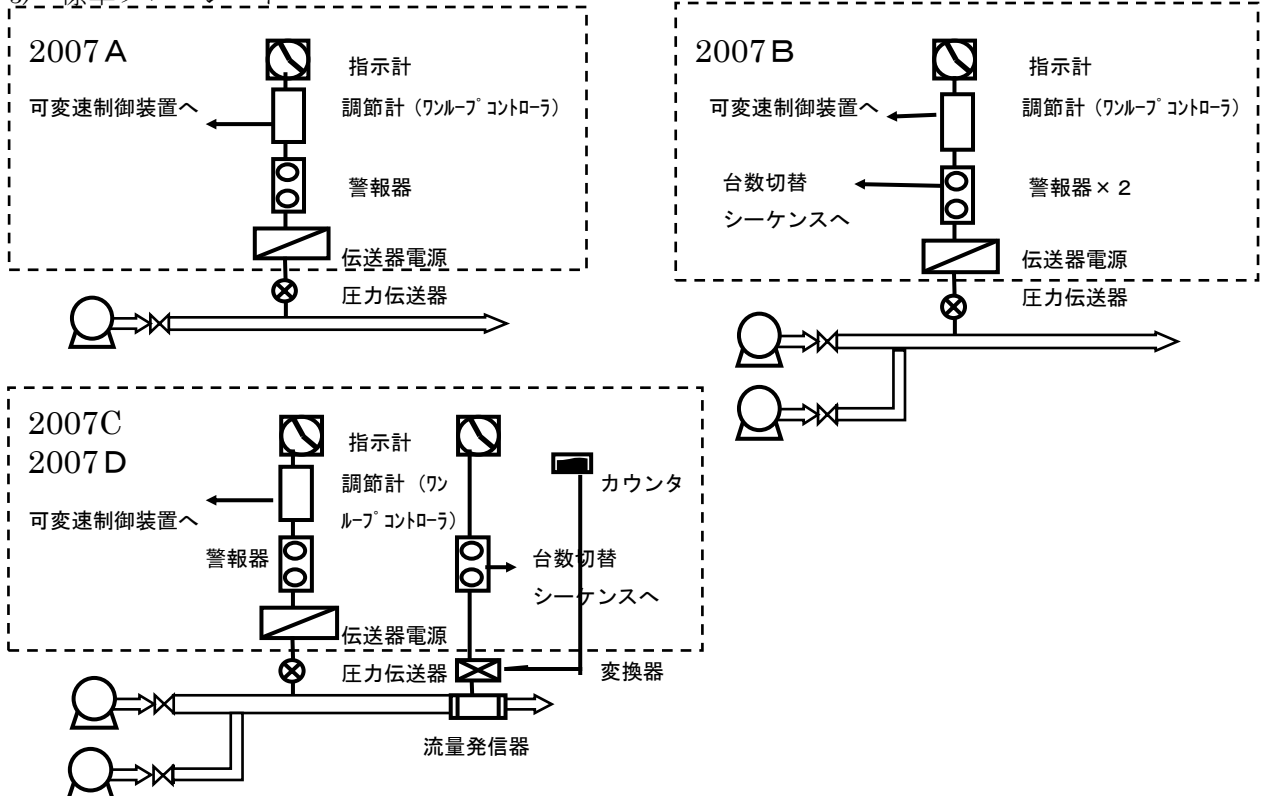 2007A
指示計
可変速制御装置へ
調節計（ﾜﾝﾙｰﾌﾟｺﾝﾄﾛｰﾗ）
警報器
伝送器電源
圧力伝送器
2007B
指示計
可変速制御装置へ
調節計（ﾜﾝﾙｰﾌﾟｺﾝﾄﾛｰﾗ）
台数切替
シーケンスへ
警報器×２
伝送器電源
圧力伝送器
2007C
2007D
指示計
調節計（ﾜﾝ
ﾙｰﾌﾟｺﾝﾄﾛｰﾗ）
カウンタ
可変速制御装置へ
警報器
台数切替
シーケンスへ
伝送器電源
圧力伝送器
変換器
流量発信器